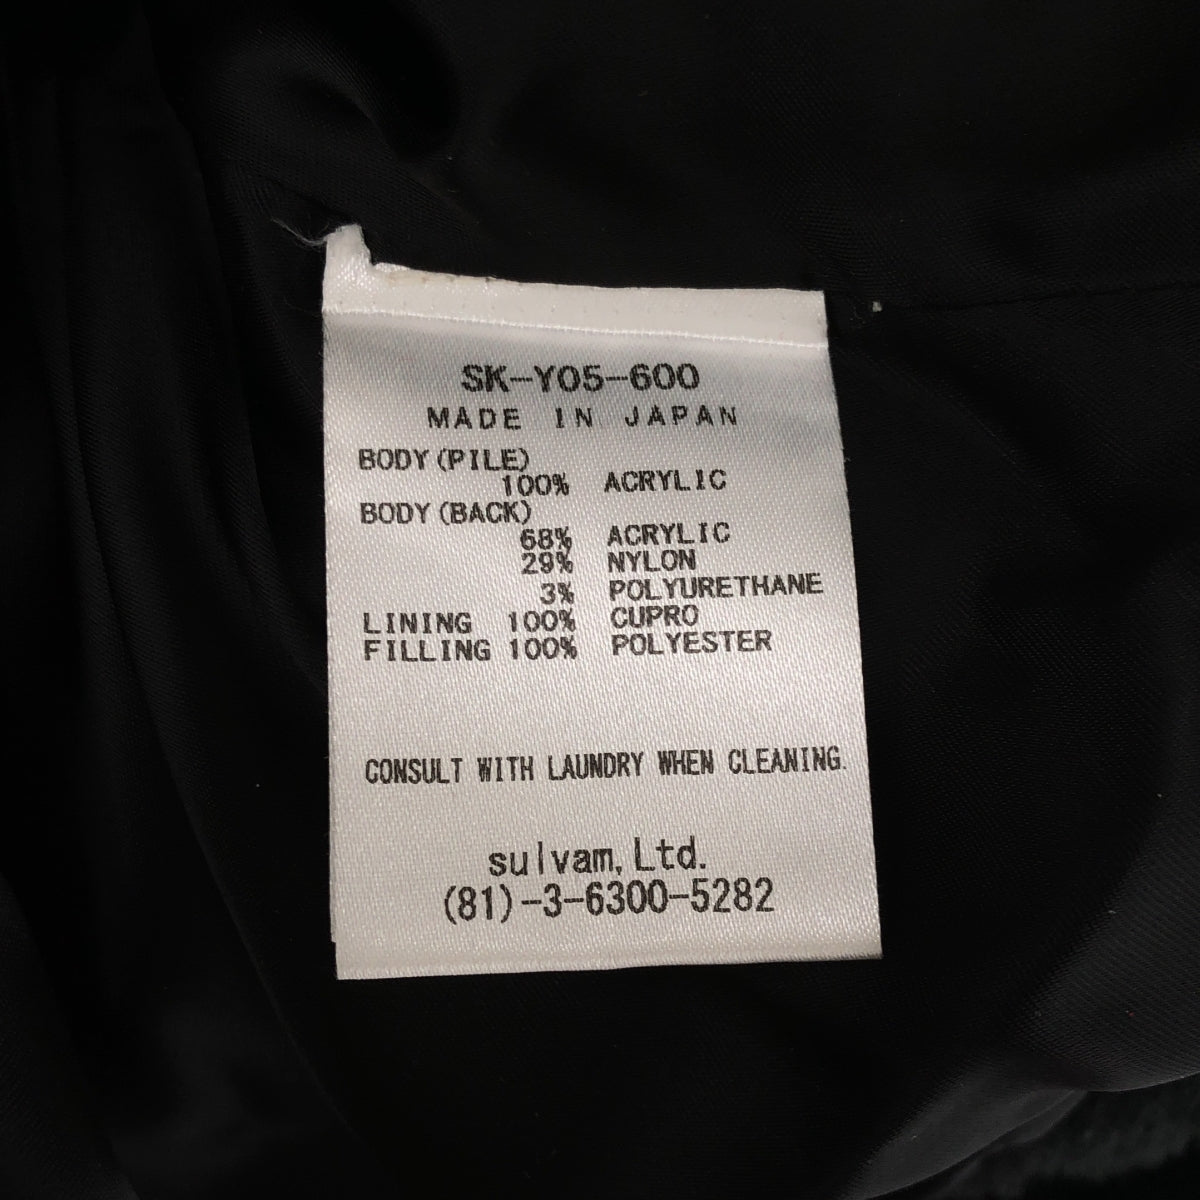 SK-Y05-600
MADE IN JAPAN
BODY(PILE)
100% ACRYLIC
BODY(BACK)
68% ACRYLIC
29% NYLON
3% POLYURETHANE
LINING 100% CUPRO
FILLING 100% POLYESTER
CONSULT WITH LAUNDRY WHEN CLEANING.
sulvam, Ltd.
(81)-3-6300-5282